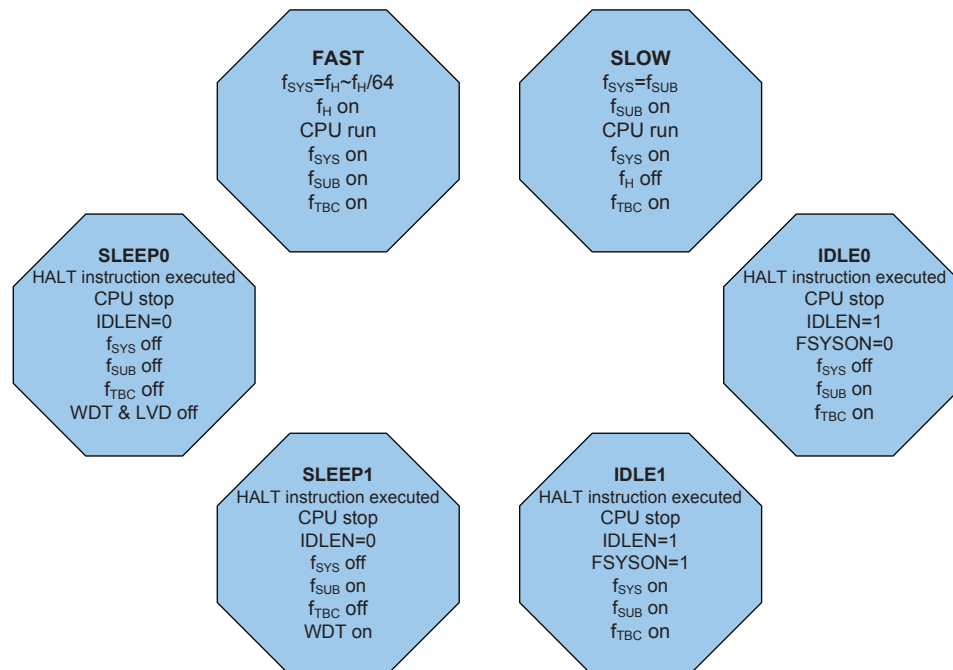 FAST
fSYS=fH~fH/64
fH on
CPU run
fSYS on
fSUB on
fTBC on
SLOW
fSYS=fSUB
fSUB on
CPU run
fSYS on
fH off
fTBC on
SLEEP0
HALT instruction executed
CPU stop
IDLEN=0
fSYS off
fSUB off
fTBC off
WDT & LVD off
IDLE0
HALT instruction executed
CPU stop
IDLEN=1
FSYSON=0
fSYS off
fSUB on
fTBC on
SLEEP1
HALT instruction executed
CPU stop
IDLEN=0
fSYS off
fSUB on
fTBC off
WDT on
IDLE1
HALT instruction executed
CPU stop
IDLEN=1
FSYSON=1
fSYS on
fSUB on
fTBC on